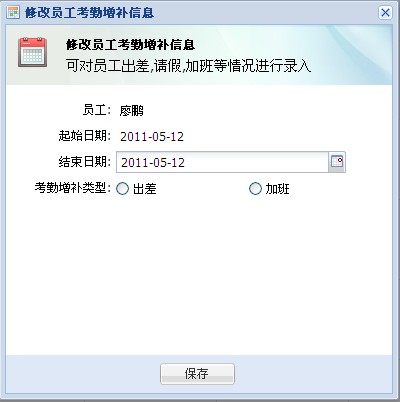 修改员工考勤增补信息
修改员工考勤增补信息
可对员工出差,请假,加班等情况进行录入
员工: 廖鹏
起始日期: 2011-05-12
结束日期: 2011-05-12
考勤增补类型: 出差 加班
保存